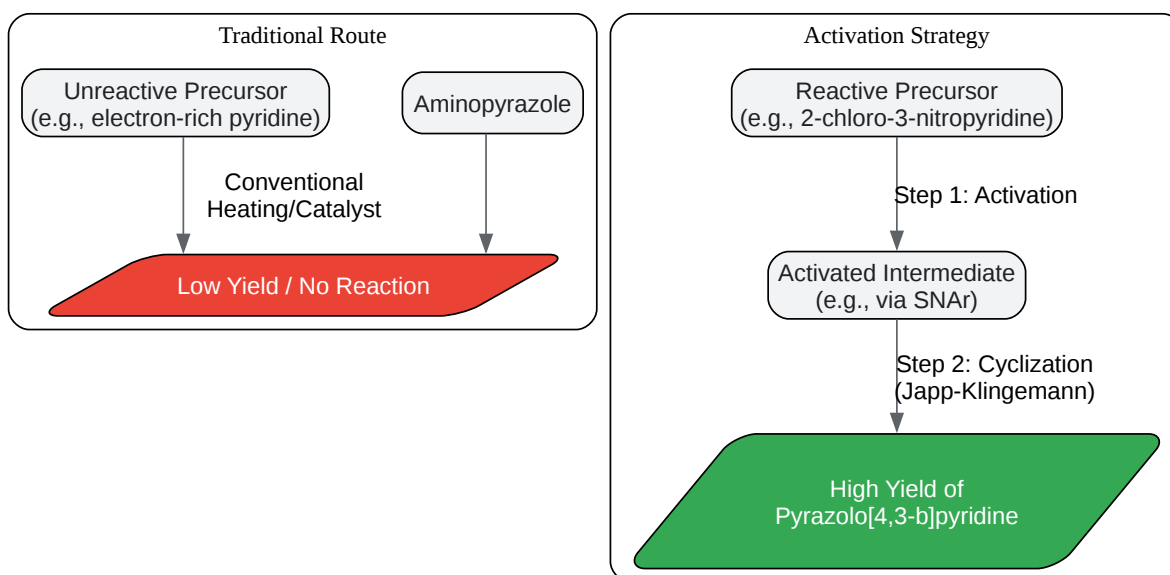 Traditional Route
Unreactive Precursor
(e.g., electron-rich pyridine)
Aminopyrazole
Conventional
Heating/Catalyst
Low Yield / No Reaction
Activation Strategy
Reactive Precursor
(e.g., 2-chloro-3-nitropyridine)
Step 1: Activation
Activated Intermediate
(e.g., via SNAr)
Step 2: Cyclization
(Japp-Klingemann)
High Yield of
Pyrazolo[4,3-b]pyridine